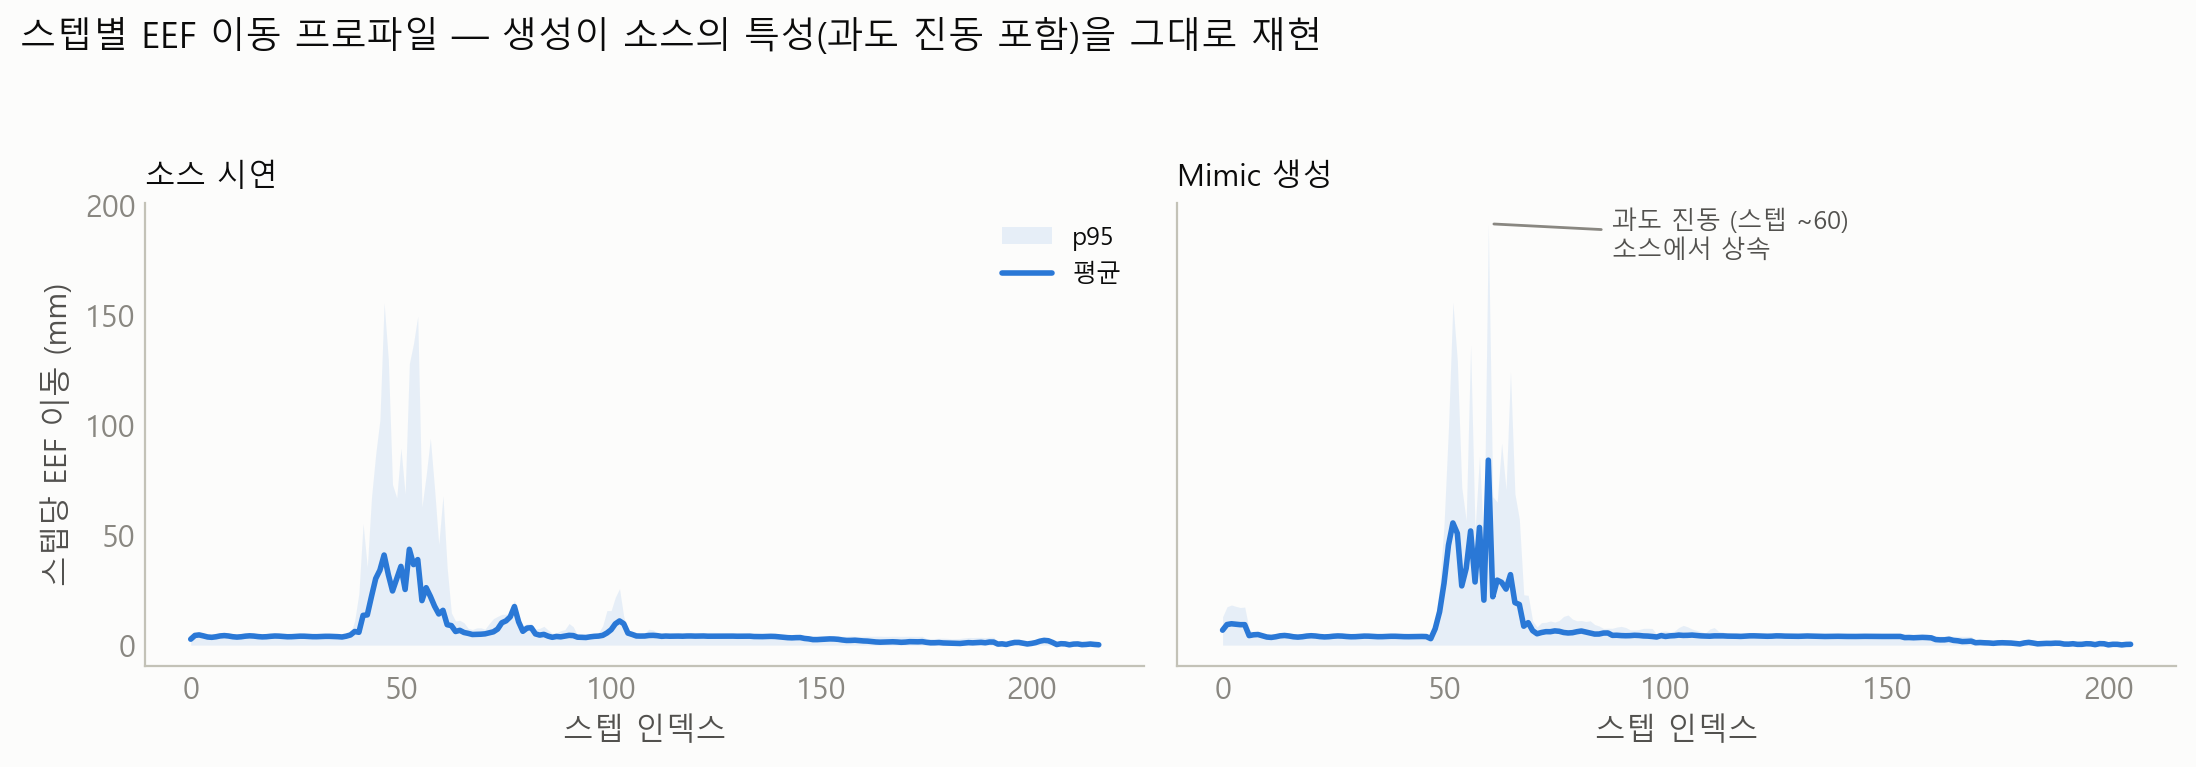 스텝별 EEF 이동 프로파일 — 생성이 소스의 특성(과도 진동 포함)을 그대로 재현
소스 시연
스텝당 EEF 이동 (mm)
200
150
100
50
0
p95
평균
0 50 100 150 200
스텝 인덱스
Mimic 생성
과도 진동 (스텝 ~60)
소스에서 상속
0 50 100 150 200
스텝 인덱스